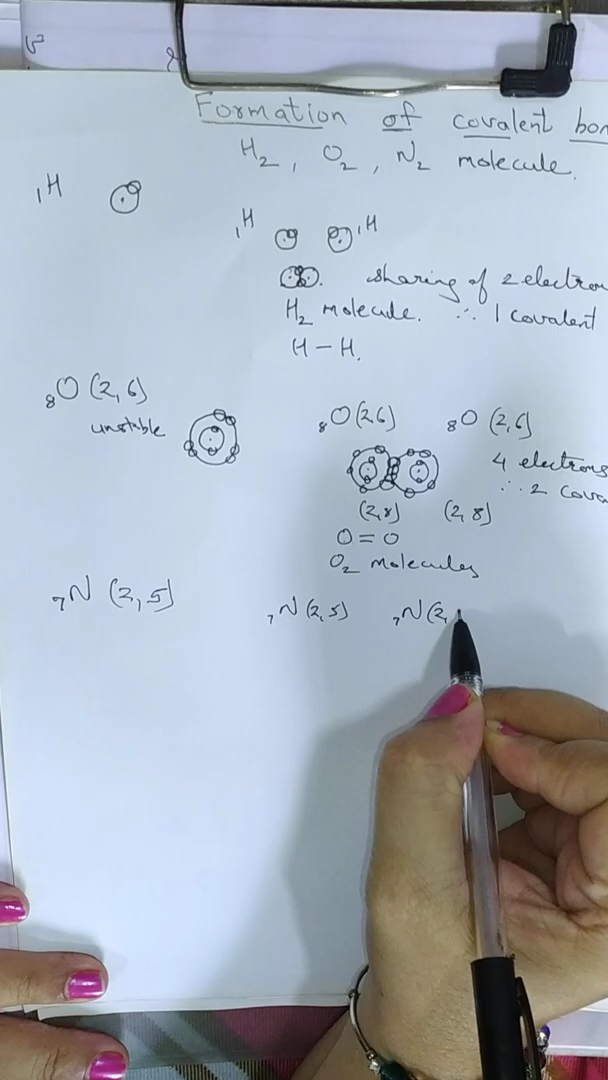 Formation of covalent bon
H₂, O₂, N₂ molecule.
₁H
₁H ₁H
sharing of 2 electron
H₂ molecule. ∴ 1 covalent
H – H.
₈O (2,6)
unstable
₈O (2,6) ₈O (2,6)
4 electrons
∴ 2 cova
(2,8) (2,8)
O = O
O₂ molecules
₇N (2,5)
₇N (2,5) ₇N (2,